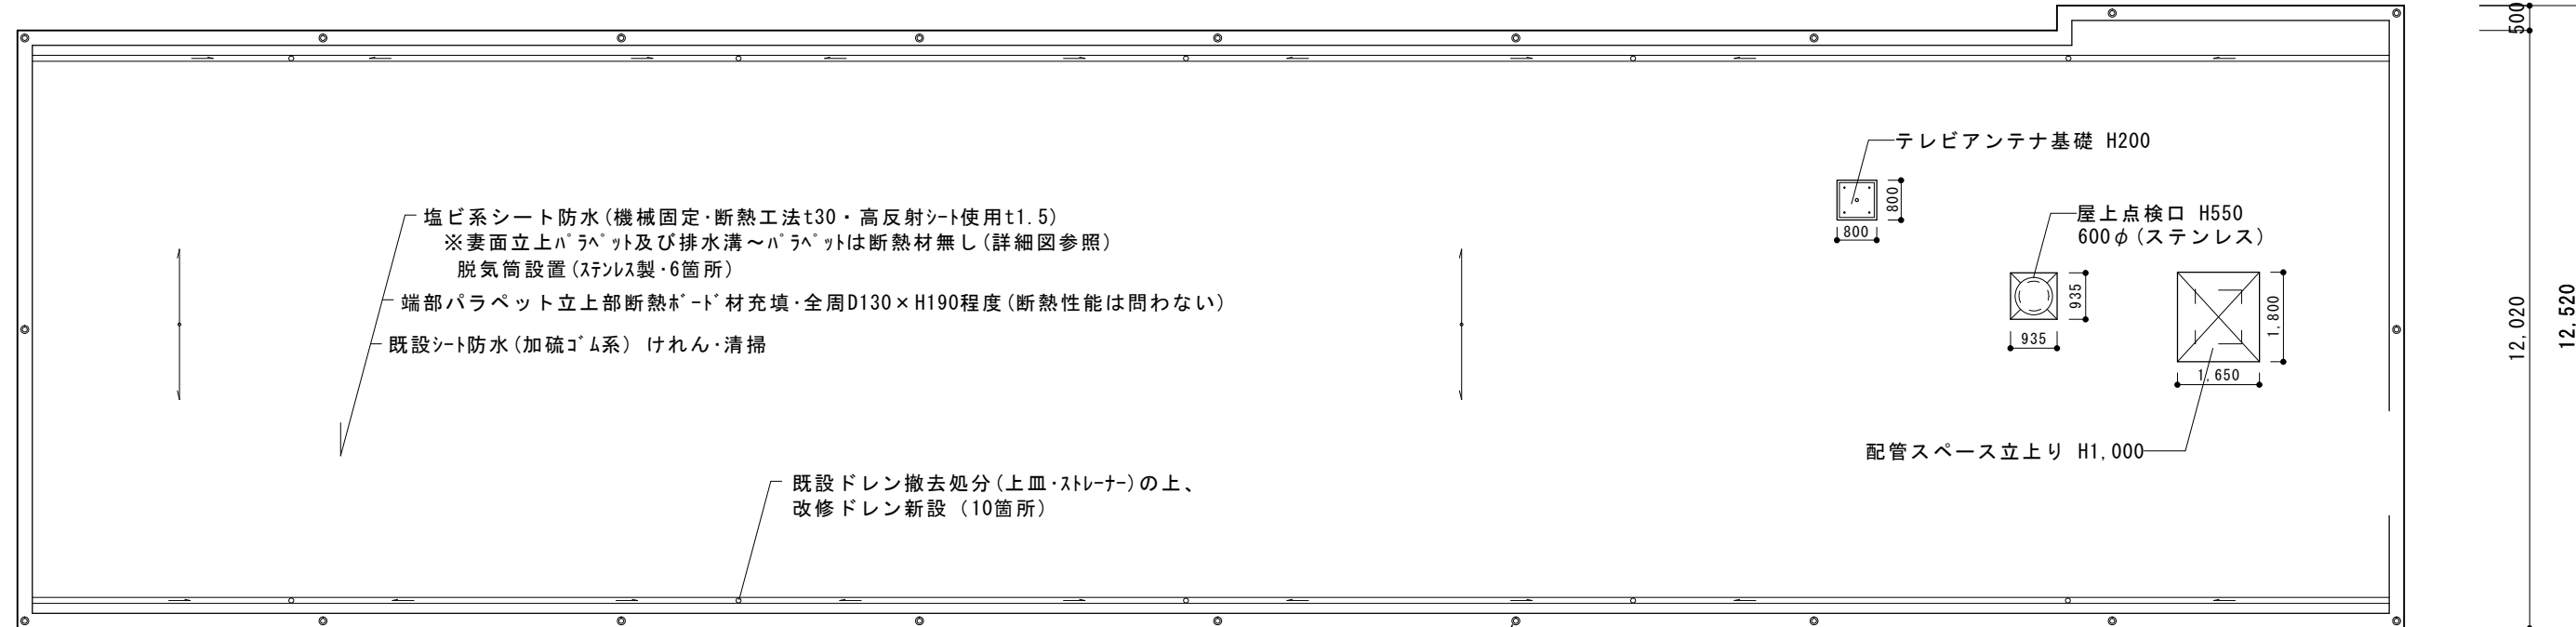 500
テレビアンテナ基礎 H200
800
800
塩ビ系シート防水(機械固定･断熱工法t30・高反射ｼｰﾄ使用t1.5)
※妻面立上ﾊﾟﾗﾍﾟｯﾄ及び排水溝～ﾊﾟﾗﾍﾟｯﾄは断熱材無し(詳細図参照)
脱気筒設置(ｽﾃﾝﾚｽ製･6箇所)
端部パラペット立上部断熱ﾎﾞｰﾄﾞ材充填･全周D130×H190程度(断熱性能は問わない)
既設ｼｰﾄ防水(加硫ｺﾞﾑ系) けれん･清掃
屋上点検口 H550
600φ(ステンレス)
935
935
1,800
1,650
12,020
12,520
配管スペース立上り H1,000
既設ドレン撤去処分(上皿･ｽﾄﾚｰﾅｰ)の上、
改修ドレン新設 (10箇所)